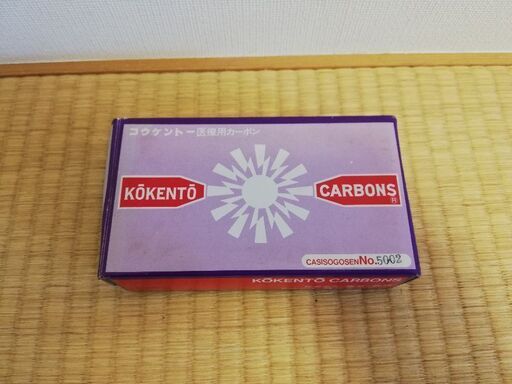 コウケントー医療用カーボン
KŌKENTŌ
CARBONS
R
CASISOGOSEN No.5002
KŌKENTŌ CARBONS